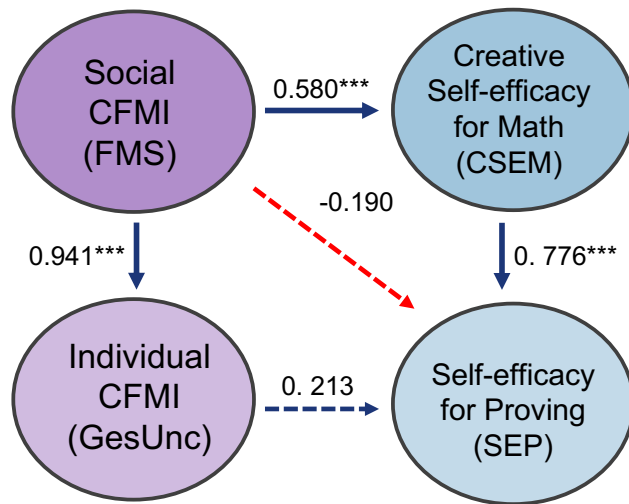 Social
CFMI
(FMS)
0.580***
Creative
Self-efficacy
for Math
(CSEM)
-0.190
0.941***
0. 776***
Individual
CFMI
(GesUnc)
0. 213
Self-efficacy
for Proving
(SEP)